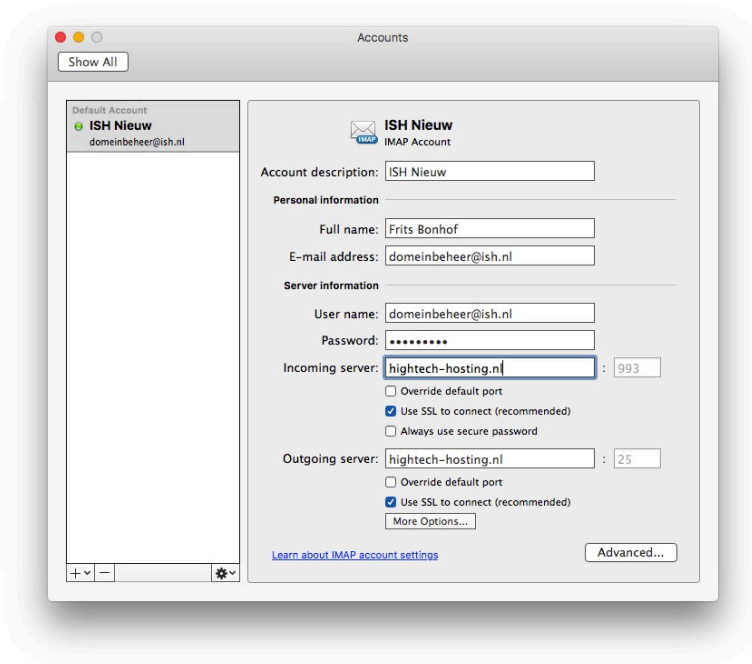 Accounts
Show All
Default Account
ISH Nieuw
domeinbeheer@ish.nl
ISH Nieuw
IMAP
IMAP Account
Account description: ISH Nieuw
Personal information
Full name: Frits Bonhof
E-mail address: domeinbeheer@ish.nl
Server information
User name: domeinbeheer@ish.nl
Password: •••••••••
Incoming server: hightech-hosting.nl : 993
Override default port
Use SSL to connect (recommended)
Always use secure password
Outgoing server: hightech-hosting.nl : 25
Override default port
Use SSL to connect (recommended)
More Options...
Learn about IMAP account settings
Advanced...